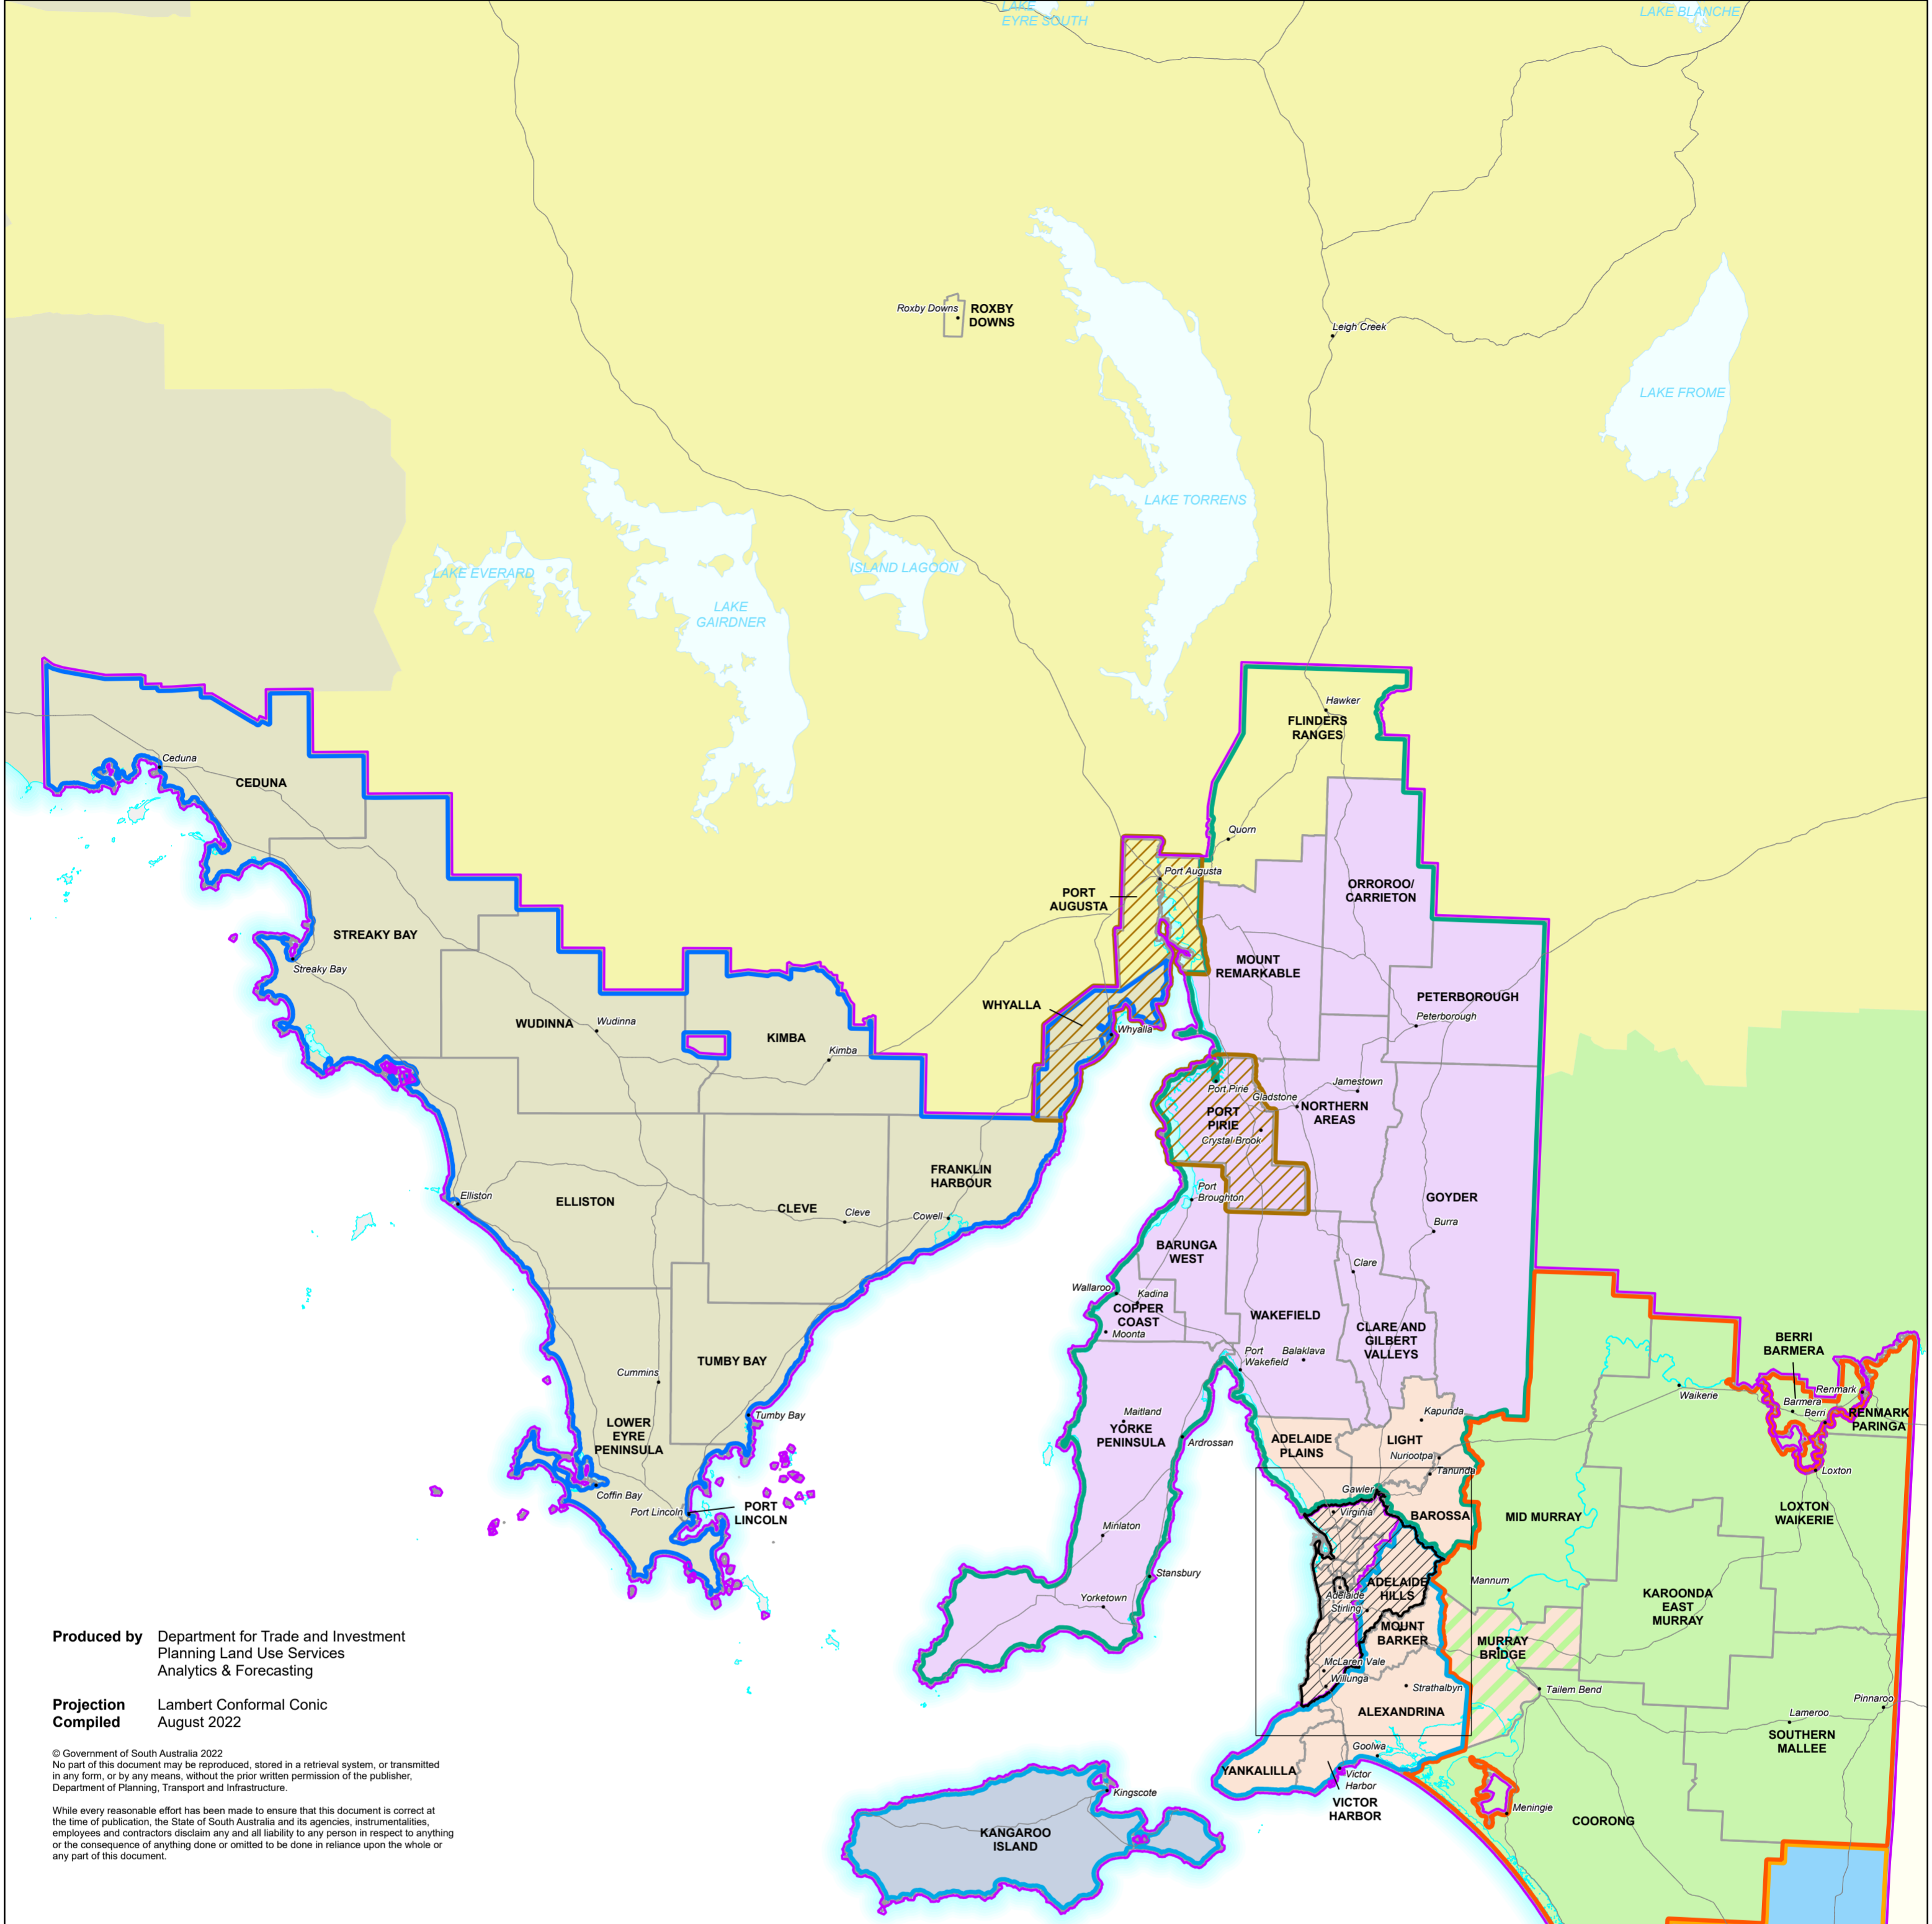 LAKE
EYRE SOUTH
LAKE BLANCHE
Roxby Downs
ROXBY
DOWNS
Leigh Creek
LAKE FROME
LAKE TORRENS
LAKE EVERARD
ISLAND LAGOON
LAKE
GAIRDNER
Hawker
FLINDERS
RANGES
Ceduna
CEDUNA
Quorn
Port Augusta
PORT
AUGUSTA
ORROROO/
CARRIETON
STREAKY BAY
Streaky Bay
MOUNT
REMARKABLE
WHYALLA
Whyalla
PETERBOROUGH
Peterborough
WUDINNA
Wudinna
KIMBA
Kimba
Port Pirie
Jamestown
Gladstone
PORT
PIRIE
NORTHERN
AREAS
Crystal Brook
FRANKLIN
HARBOUR
Elliston
ELLISTON
CLEVE
Cleve
Cowell
Port
Broughton
GOYDER
Burra
BARUNGA
WEST
Clare
Wallaroo
Kadina
COPPER
COAST
Moonta
WAKEFIELD
CLARE AND
GILBERT
VALLEYS
Port
Wakefield
Balaklava
BERRI
BARMERA
TUMBY BAY
Cummins
Waikerie
Renmark
Barmera
Berri
RENMARK
PARINGA
Tumby Bay
Maitland
YORKE
PENINSULA
Ardrossan
Kapunda
ADELAIDE
PLAINS
LIGHT
LOWER
EYRE
PENINSULA
Nuriootpa
Tanunda
Loxton
Coffin Bay
Gawler
Port Lincoln
PORT
LINCOLN
Virginia
BAROSSA
MID MURRAY
LOXTON
WAIKERIE
Minlaton
Stansbury
Yorketown
ADELAIDE
HILLS
Adelaide
Stirling
Mannum
KAROONDA
EAST
MURRAY
MOUNT
BARKER
MURRAY
BRIDGE
McLaren Vale
Willunga
Strathalbyn
Tailem Bend
Pinnaroo
ALEXANDRINA
Lameroo
SOUTHERN
MALLEE
Goolwa
YANKALILLA
Victor
Harbor
VICTOR
HARBOR
Kingscote
Meningie
COORONG
KANGAROO
ISLAND
Produced by Department for Trade and Investment
Planning Land Use Services
Analytics & Forecasting
Projection Lambert Conformal Conic
Compiled August 2022
© Government of South Australia 2022
No part of this document may be reproduced, stored in a retrieval system, or transmitted
in any form, or by any means, without the prior written permission of the publisher,
Department of Planning, Transport and Infrastructure.
While every reasonable effort has been made to ensure that this document is correct at
the time of publication, the State of South Australia and its agencies, instrumentalities,
employees and contractors disclaim any and all liability to any person in respect to anything
or the consequence of anything done or omitted to be done in reliance upon the whole or
any part of this document.